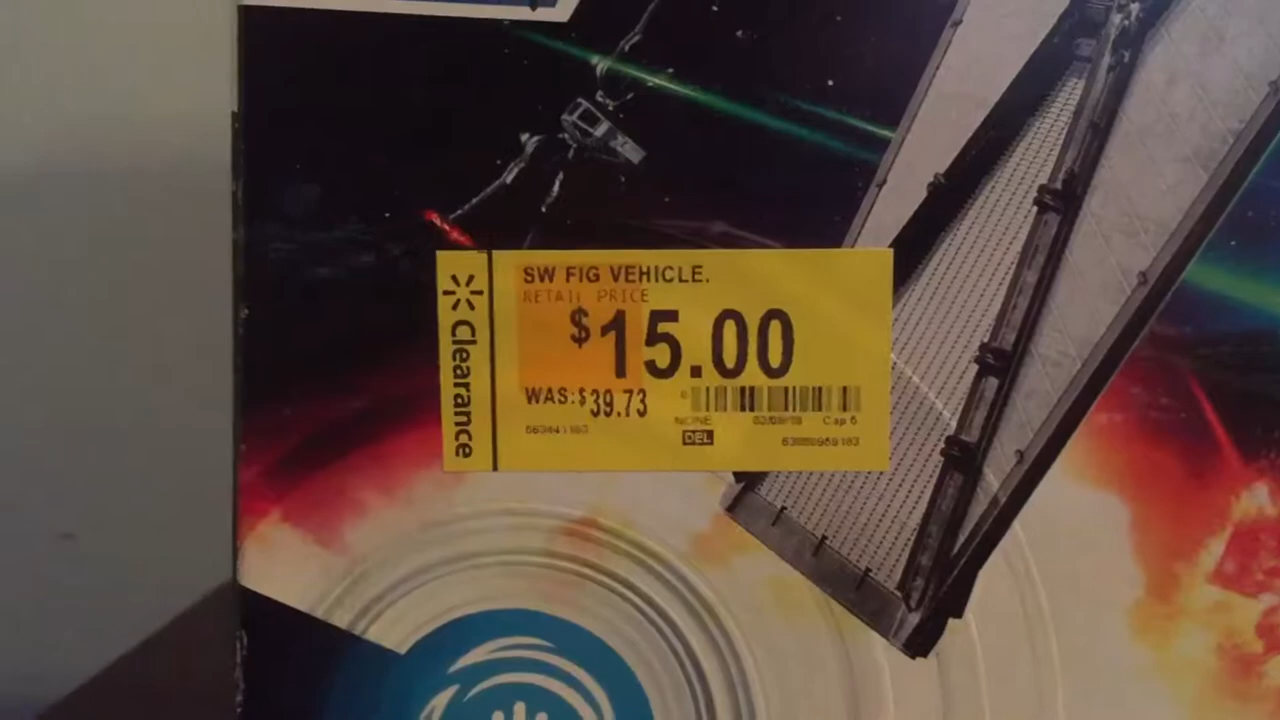 SW FIG VEHICLE.
RETAIL PRICE
$15.00
WAS:$39.73
NONE
Cap 6
DEL
Clearance